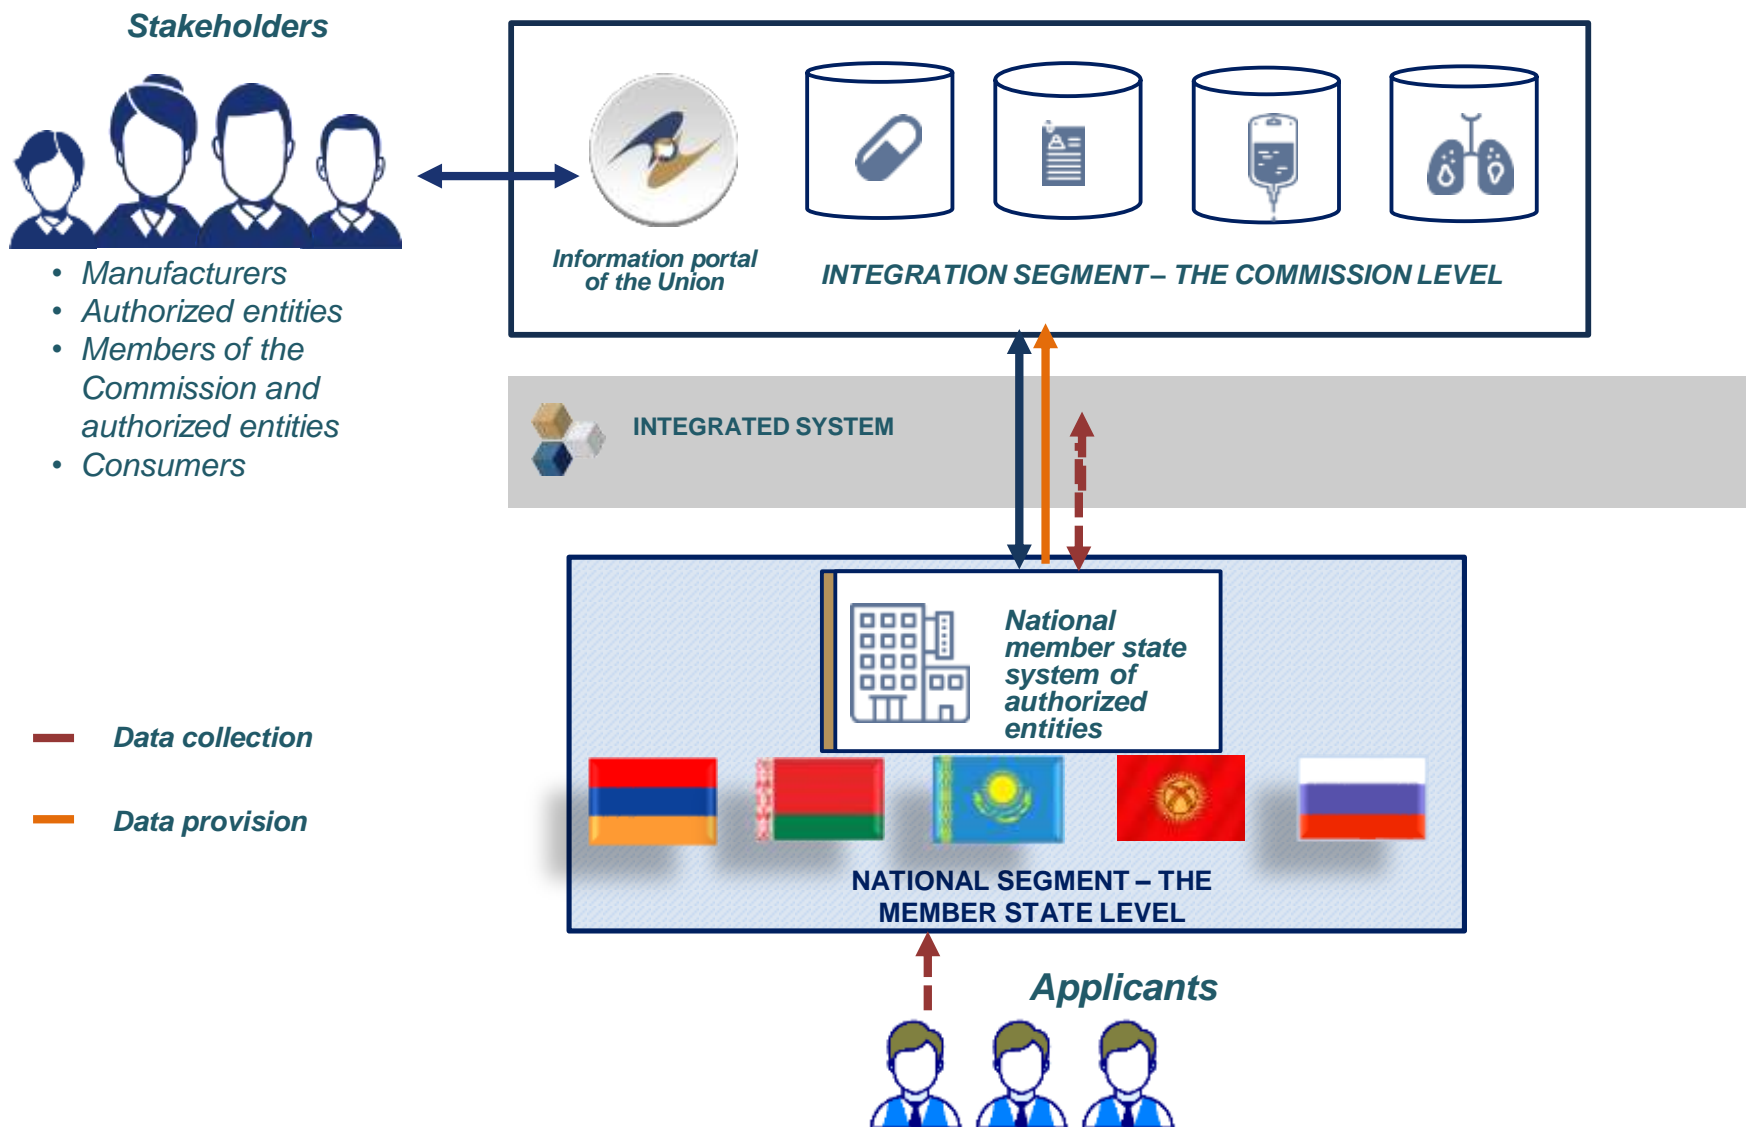 Stakeholders
• Manufacturers
• Authorized entities
• Members of the
Commission and
authorized entities
• Consumers
Information portal
of the Union
INTEGRATION SEGMENT – THE COMMISSION LEVEL
INTEGRATED SYSTEM
National
member state
system of
authorized
entities
Data collection
Data provision
NATIONAL SEGMENT – THE
MEMBER STATE LEVEL
Applicants